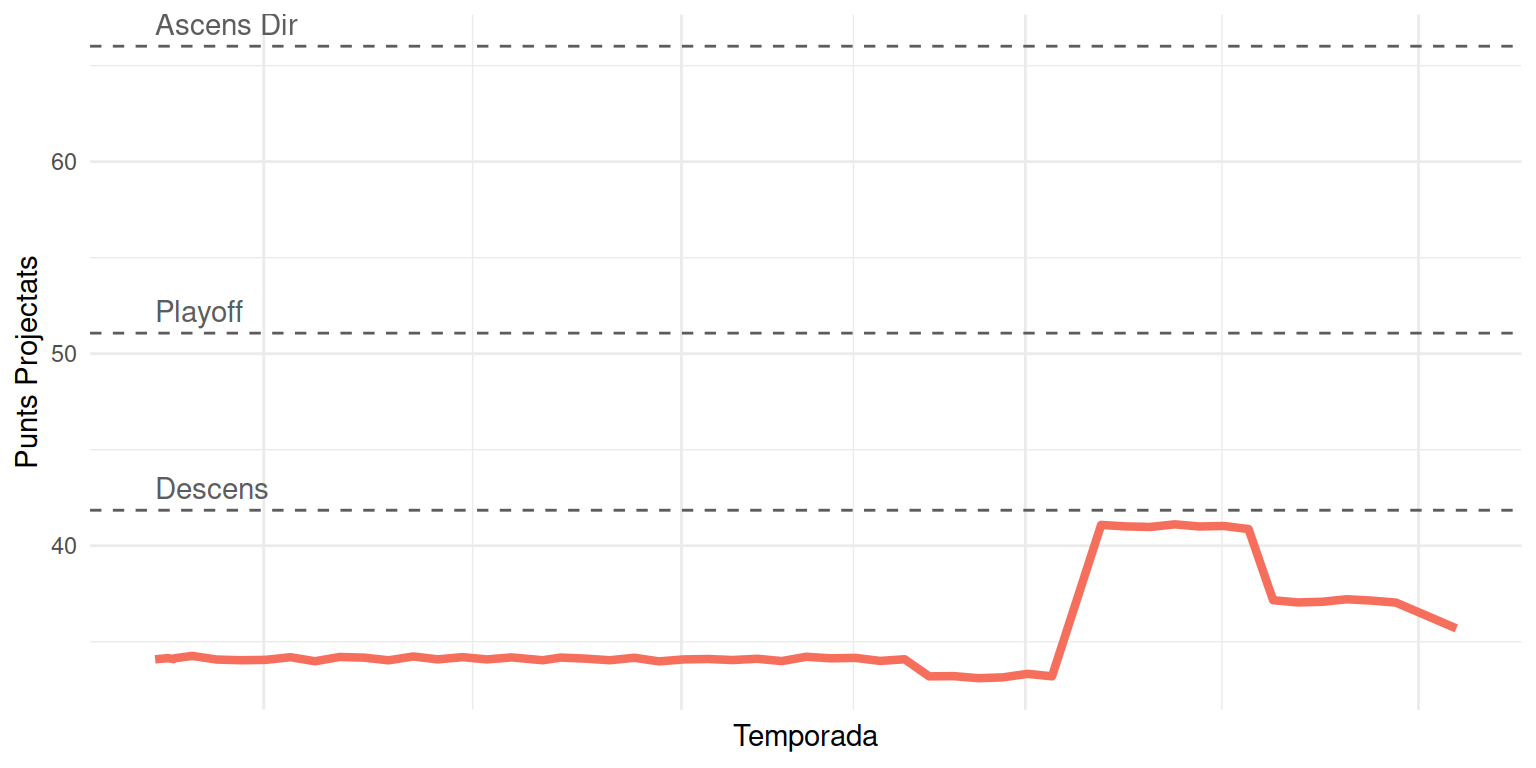 Ascens Dir
60
Playoff
50
Descens
40
Punts Projectats
Temporada